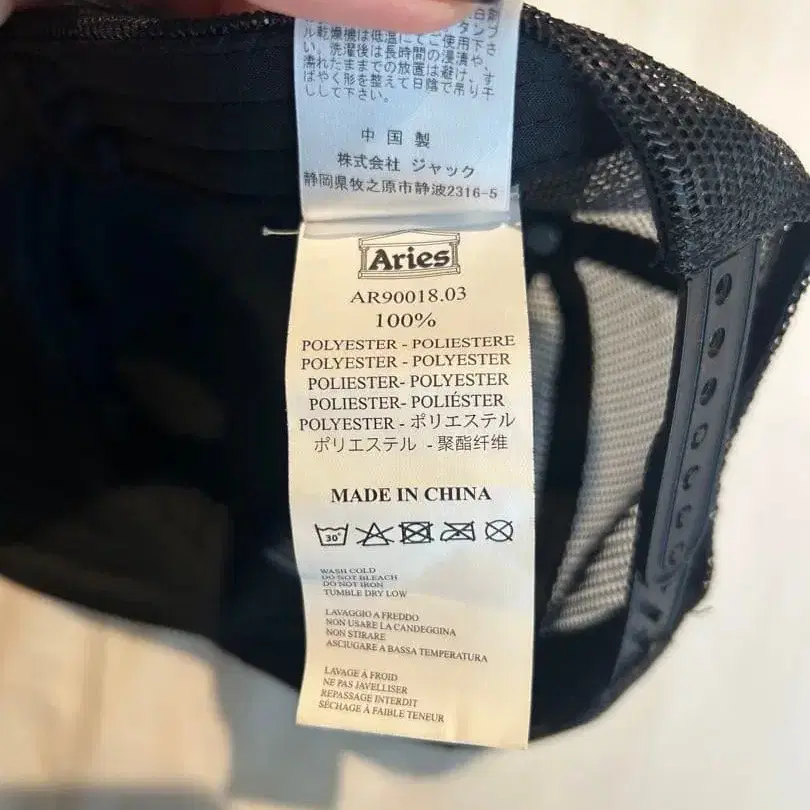 中国製
株式会社 ジャック
静岡県牧之原市静波2316-5
Aries
AR90018.03
100%
POLYESTER - POLIESTERE
POLYESTER - POLYESTER
POLIESTER- POLYESTER
POLIESTER- POLIÉSTER
POLYESTER - ポリエステル
ポリエステル - 聚酯纤维
MADE IN CHINA
30°
WASH COLD
DO NOT BLEACH
DO NOT IRON
TUMBLE DRY LOW
LAVAGGIO A FREDDO
NON USARE LA CANDEGGINA
NON STIRARE
ASCIUGARE A BASSA TEMPERATURA
LAVAGE À FROID
NE PAS JAVELLISER
REPASSAGE INTERDIT
SÉCHAGE À FAIBLE TENEUR